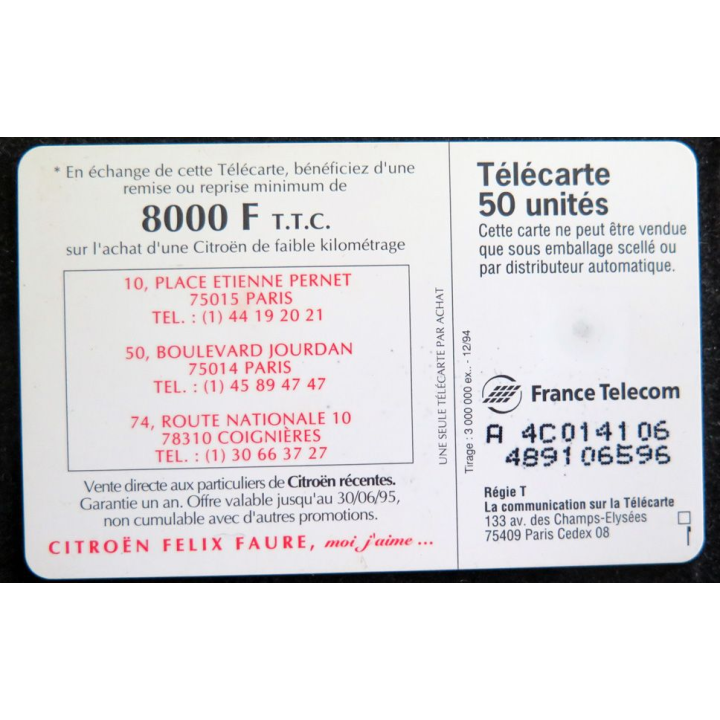 * En échange de cette Télécarte, bénéficiez d'une
remise ou reprise minimum de
8000 F T.T.C.
sur l'achat d'une Citroën de faible kilométrage
10, PLACE ETIENNE PERNET
75015 PARIS
TEL. : (1) 44 19 20 21
50, BOULEVARD JOURDAN
75014 PARIS
TEL. : (1) 45 89 47 47
74, ROUTE NATIONALE 10
78310 COIGNIÈRES
TEL. : (1) 30 66 37 27
Vente directe aux particuliers de Citroën récentes.
Garantie un an. Offre valable jusqu'au 30/06/95,
non cumulable avec d'autres promotions.
CITROËN FELIX FAURE, moi j'aime ...
UNE SEULE TÉLÉCARTE PAR ACHAT
Tirage : 3 000 000 ex.. - 12/94
Télécarte
50 unités
Cette carte ne peut être vendue
que sous emballage scellé ou
par distributeur automatique.
France Telecom
A 4C014106
489106596
Régie T
La communication sur la Télécarte
133 av. des Champs-Elysées
75409 Paris Cedex 08